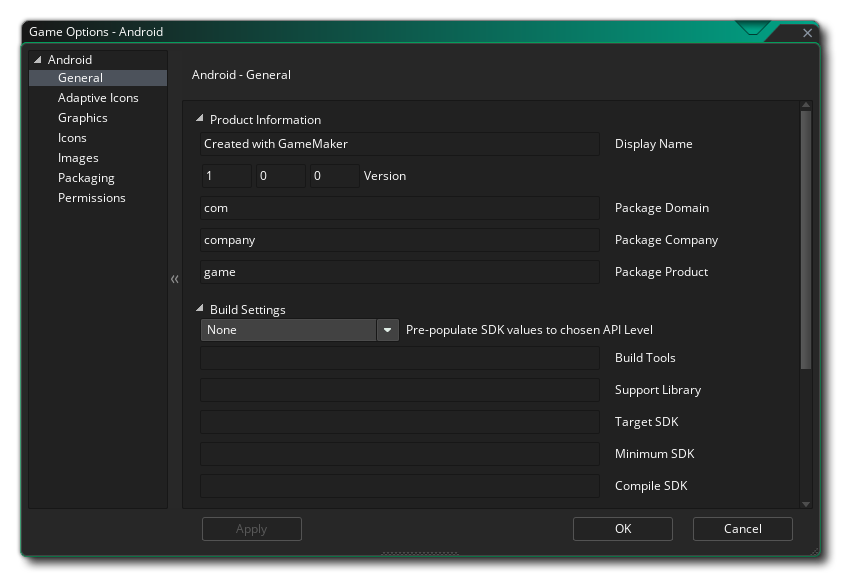 Game Options - Android
Android
General
Adaptive Icons
Graphics
Icons
Images
Packaging
Permissions
Android - General
Product Information
Created with GameMaker Display Name
1 0 0 Version
com Package Domain
company Package Company
game Package Product
Build Settings
None Pre-populate SDK values to chosen API Level
Build Tools
Support Library
Target SDK
Minimum SDK
Compile SDK
Apply OK Cancel